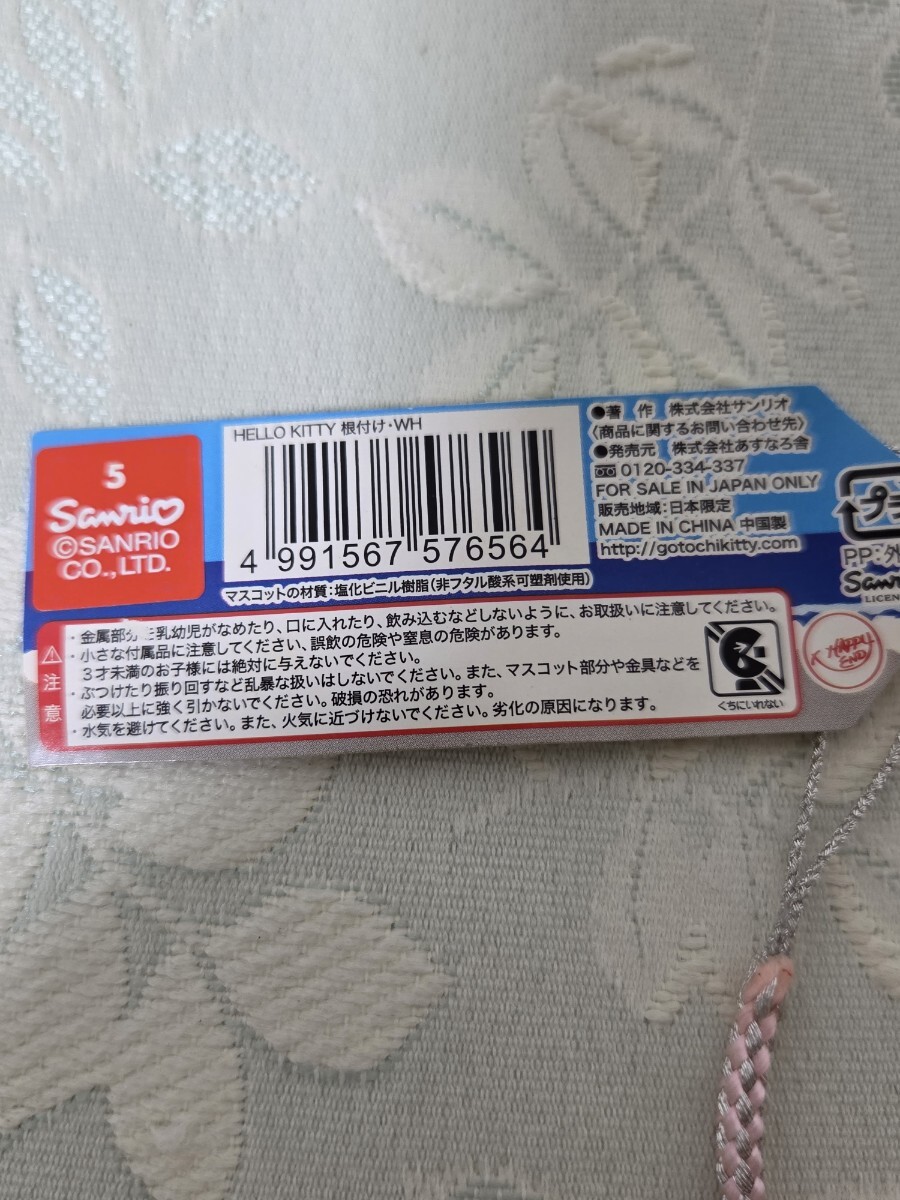 5
Sanrio
©SANRIO
CO.,LTD.
HELLO KITTY 根付け・WH
4 991567 576564
マスコットの材質：塩化ビニル樹脂（非フタル酸系可塑剤使用）
●著 作 株式会社サンリオ
〈商品に関するお問い合わせ先〉
●発売元 株式会社あすなろ舎
0120-334-337
FOR SALE IN JAPAN ONLY
販売地域：日本限定
MADE IN CHINA 中国製
http://gotochikitty.com
プラ
PP：外
Sanri
LICEN
注意
・金属部分 乳幼児がなめたり、口に入れたり、飲み込むなどしないように、お取扱いに注意してください。
・小さな付属品に注意してください、誤飲の危険や窒息の危険があります。
3才未満のお子様には絶対に与えないでください。
・ぶつけたり振り回すなど乱暴な扱いはしないでください。また、マスコット部分や金具などを
必要以上に強く引かないでください。破損の恐れがあります。
・水気を避けてください。また、火気に近づけないでください。劣化の原因になります。
くちにいれない
HAPPY
END